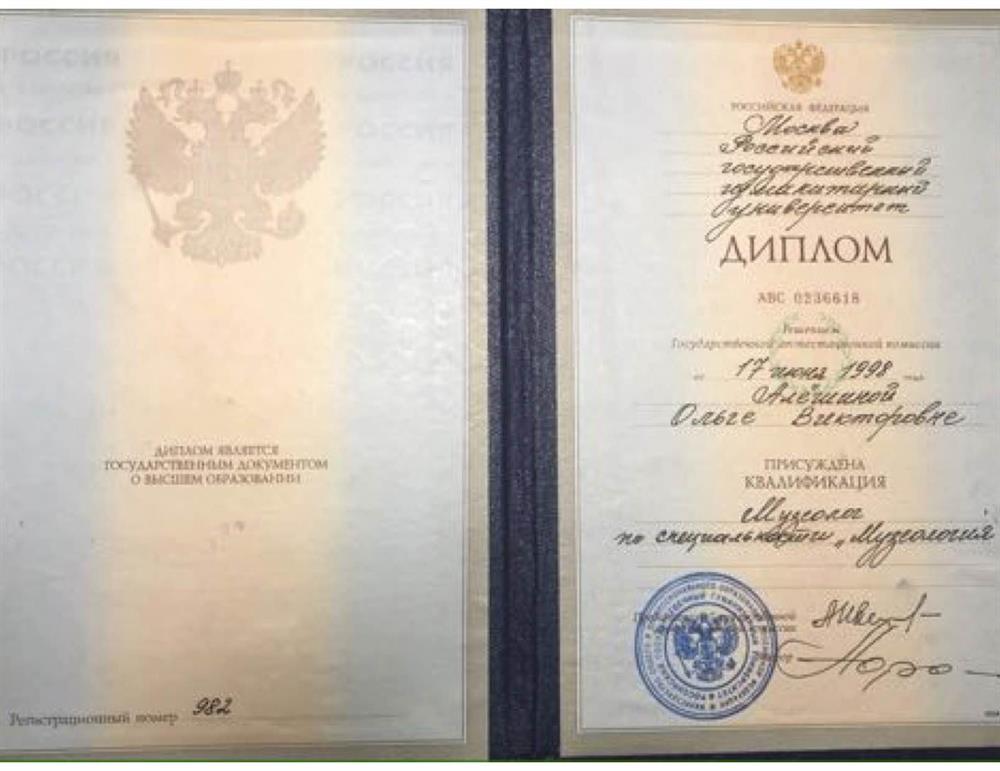 ДИПЛОМ ЯВЛЯЕТСЯ
ГОСУДАРСТВЕННЫМ ДОКУМЕНТОМ
О ВЫСШЕМ ОБРАЗОВАНИИ
Регистрационный номер 982
РОССИЙСКАЯ ФЕДЕРАЦИЯ
Москва
Российский
государственный
гуманитарный
университет
ДИПЛОМ
АВС 0236618
Решением
Государственной аттестационной комиссии
от 17 июня 1998 года
Алёшиной
Ольге Викторовне
ПРИСУЖДЕНА
КВАЛИФИКАЦИЯ
Музеолог
по специальности „Музеология